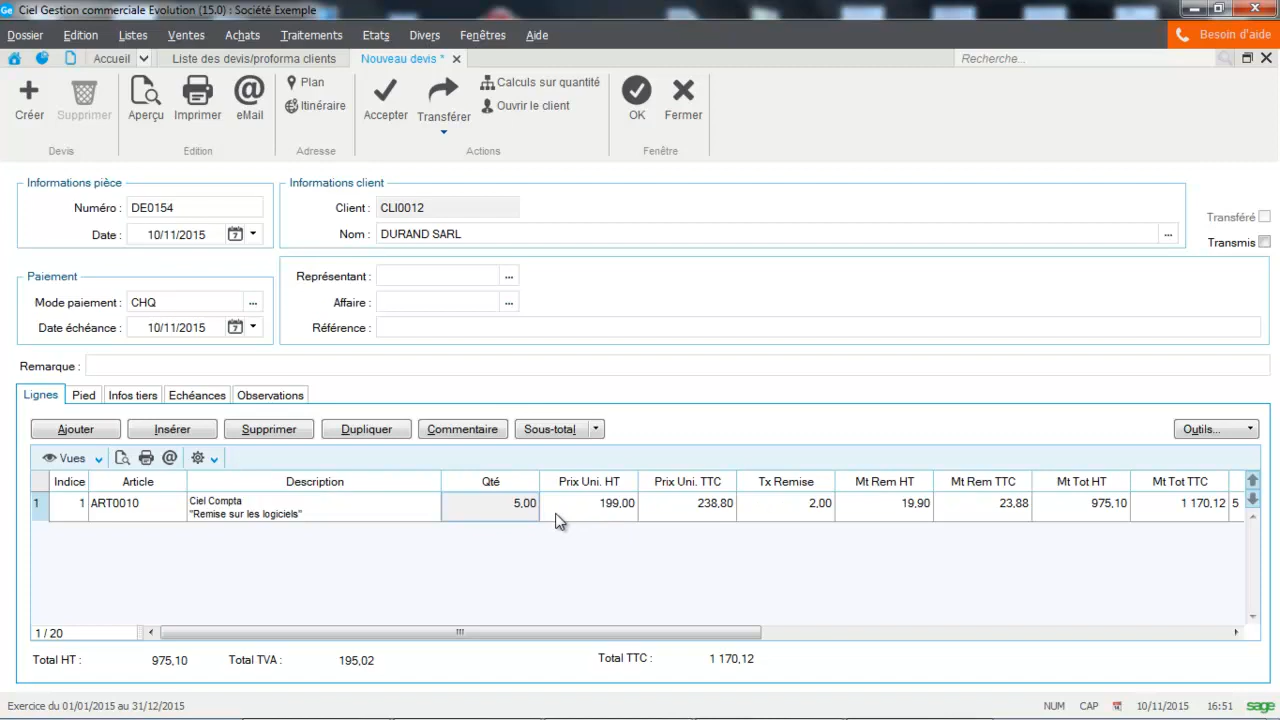 Ge Ciel Gestion commerciale Evolution (15.0) : Société Exemple
Dossier Edition Listes Ventes Achats Traitements Etats Divers Fenêtres Aide Besoin d'aide
Accueil Liste des devis/proforma clients Nouveau devis * Recherche...
Plan Calculs sur quantité
Itinéraire Ouvrir le client
Créer Supprimer Aperçu Imprimer eMail Accepter Transférer OK Fermer
Devis Edition Adresse Actions Fenêtre
Informations pièce Informations client
Numéro : DE0154 Client : CLI0012
Transféré
Date : 10/11/2015 7 Nom : DURAND SARL ...
Transmis
Paiement Représentant : ...
Mode paiement : CHQ ... Affaire : ...
Date échéance : 10/11/2015 7 Référence :
Remarque :
Lignes Pied Infos tiers Echéances Observations
Ajouter Insérer Supprimer Dupliquer Commentaire Sous-total Outils...
Vues
Indice Article Description Qté Prix Uni. HT Prix Uni. TTC Tx Remise Mt Rem HT Mt Rem TTC Mt Tot HT Mt Tot TTC
1 1 ART0010 Ciel Compta 5,00 199,00 238,80 2,00 19,90 23,88 975,10 1 170,12 5
"Remise sur les logiciels"
1 / 20
Total HT : 975,10 Total TVA : 195,02 Total TTC : 1 170,12
Exercice du 01/01/2015 au 31/12/2015 NUM CAP 10/11/2015 16:51 sage